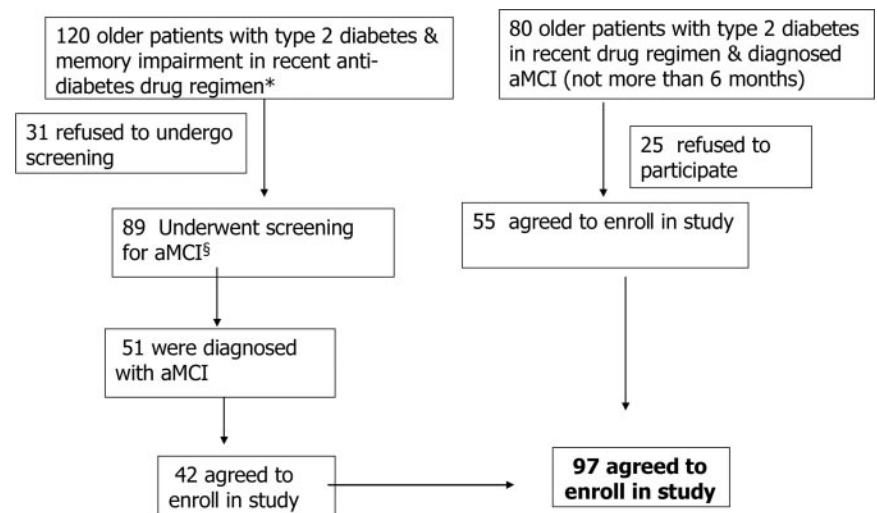 120 older patients with type 2 diabetes &
memory impairment in recent anti-
diabetes drug regimen*
80 older patients with type 2 diabetes
in recent drug regimen & diagnosed
aMCI (not more than 6 months)
31 refused to undergo
screening
25 refused to
participate
89 Underwent screening
for aMCI§
55 agreed to enroll in study
51 were diagnosed
with aMCI
42 agreed to
enroll in study
97 agreed to
enroll in study